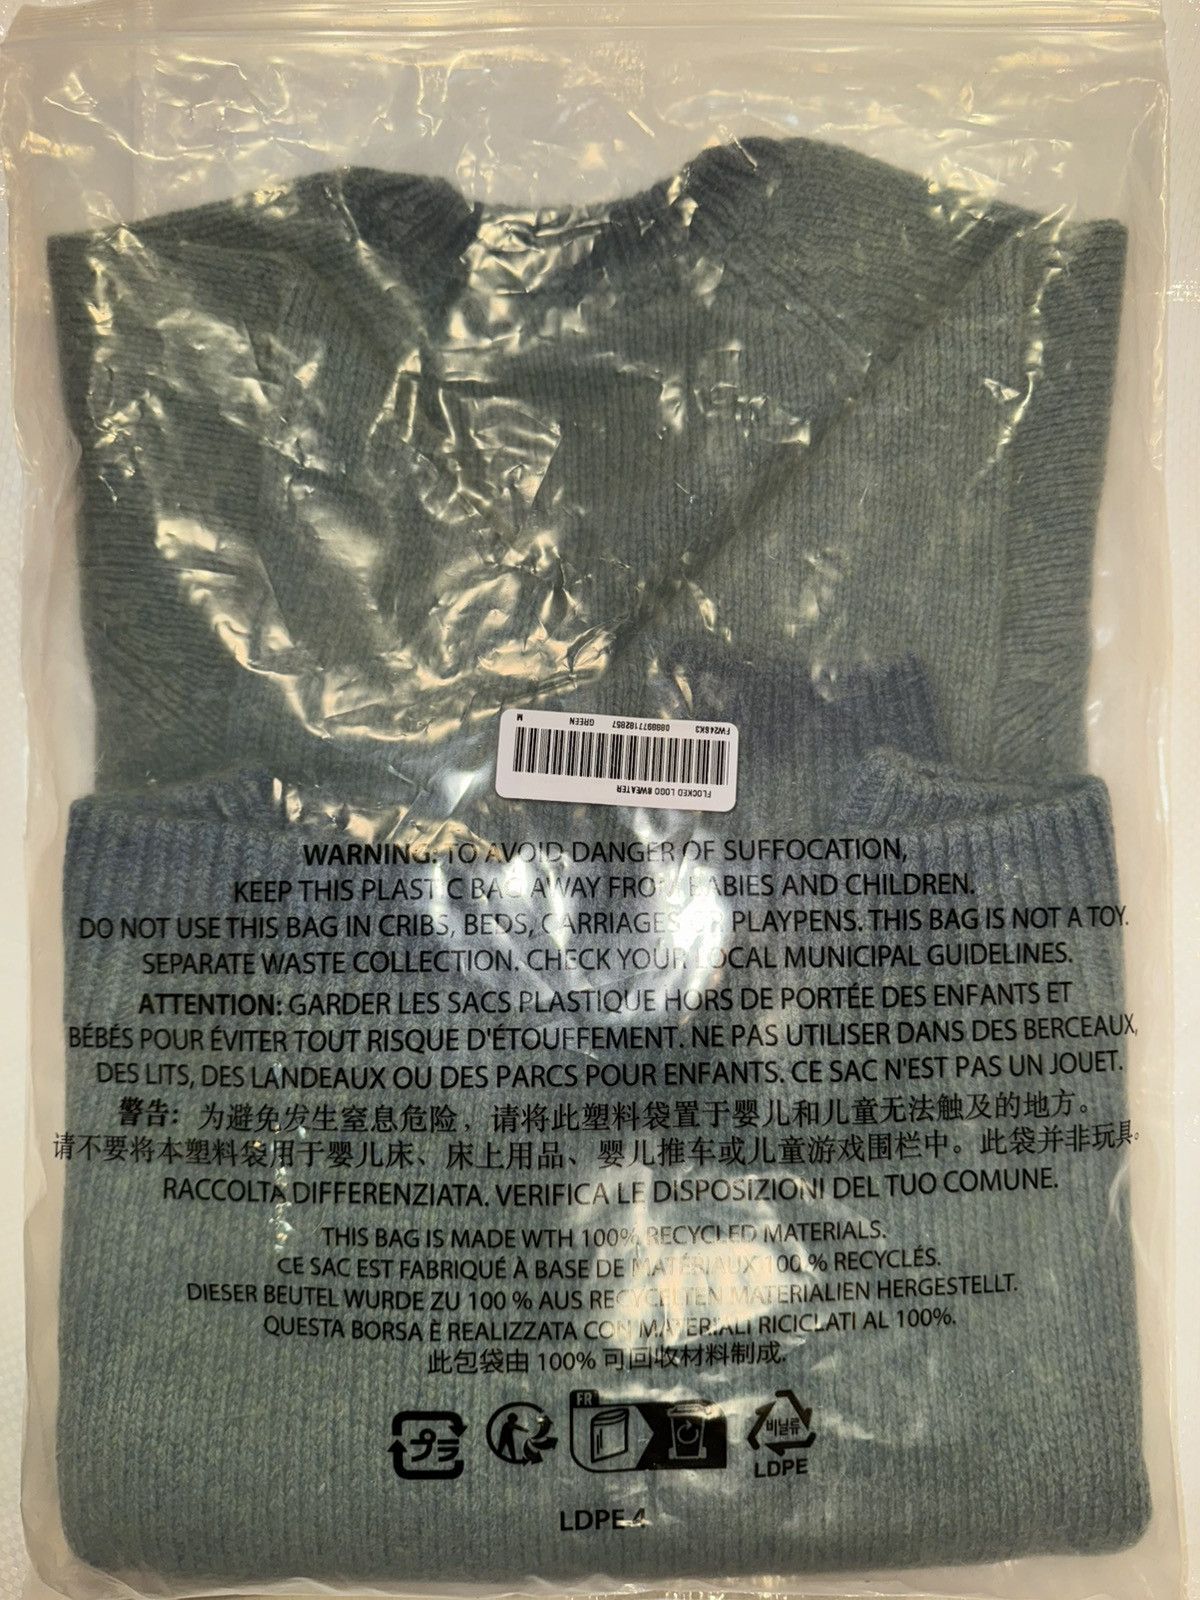 FLOCKED LOGO SWEATER
FW24SK3 0888977182857 GREEN M
WARNING: TO AVOID DANGER OF SUFFOCATION,
KEEP THIS PLASTIC BAG AWAY FROM BABIES AND CHILDREN.
DO NOT USE THIS BAG IN CRIBS, BEDS, CARRIAGES OR PLAYPENS. THIS BAG IS NOT A TOY.
SEPARATE WASTE COLLECTION. CHECK YOUR LOCAL MUNICIPAL GUIDELINES.
ATTENTION: GARDER LES SACS PLASTIQUE HORS DE PORTÉE DES ENFANTS ET
BÉBÉS POUR ÉVITER TOUT RISQUE D'ÉTOUFFEMENT. NE PAS UTILISER DANS DES BERCEAUX,
DES LITS, DES LANDEAUX OU DES PARCS POUR ENFANTS. CE SAC N'EST PAS UN JOUET.
警告: 为避免发生窒息危险，请将此塑料袋置于婴儿和儿童无法触及的地方。
请不要将本塑料袋用于婴儿床、床上用品、婴儿推车或儿童游戏围栏中。此袋并非玩具。
RACCOLTA DIFFERENZIATA. VERIFICA LE DISPOSIZIONI DEL TUO COMUNE.
THIS BAG IS MADE WTH 100% RECYCLED MATERIALS.
CE SAC EST FABRIQUÉ À BASE DE MATÉRIAUX 100 % RECYCLÉS.
DIESER BEUTEL WURDE ZU 100 % AUS RECYCELTEN MATERIALIEN HERGESTELLT.
QUESTA BORSA È REALIZZATA CON MATERIALI RICICLATI AL 100%.
此包袋由 100% 可回收材料制成.
プラ FR 비닐류
LDPE
LDPE 4